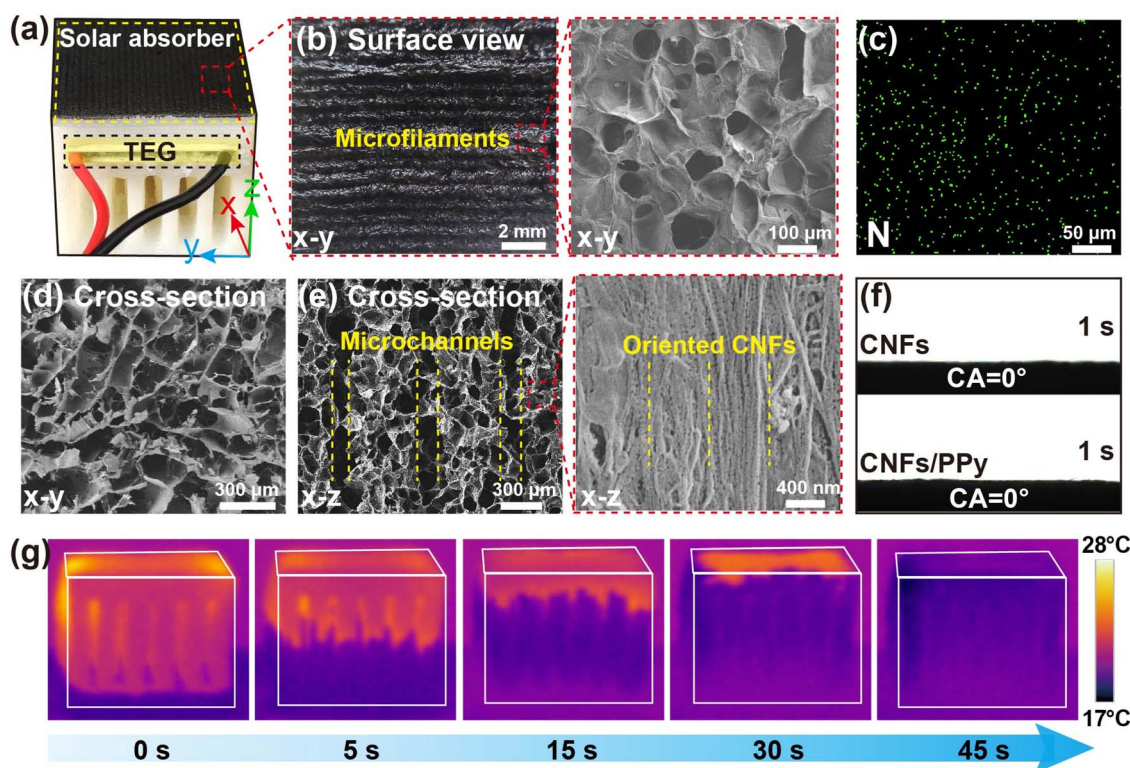 (a)
Solar absorber
TEG
x
z
y
(b) Surface view
Microfilaments
x-y
2 mm
x-y
100 µm
(c)
N
50 µm
(d) Cross-section
x-y
300 µm
(e) Cross-section
Microchannels
x-z
300 µm
Oriented CNFs
x-z
400 nm
(f)
1 s
CNFs
CA=0°
1 s
CNFs/PPy
CA=0°
(g)
28°C
17°C
0 s
5 s
15 s
30 s
45 s